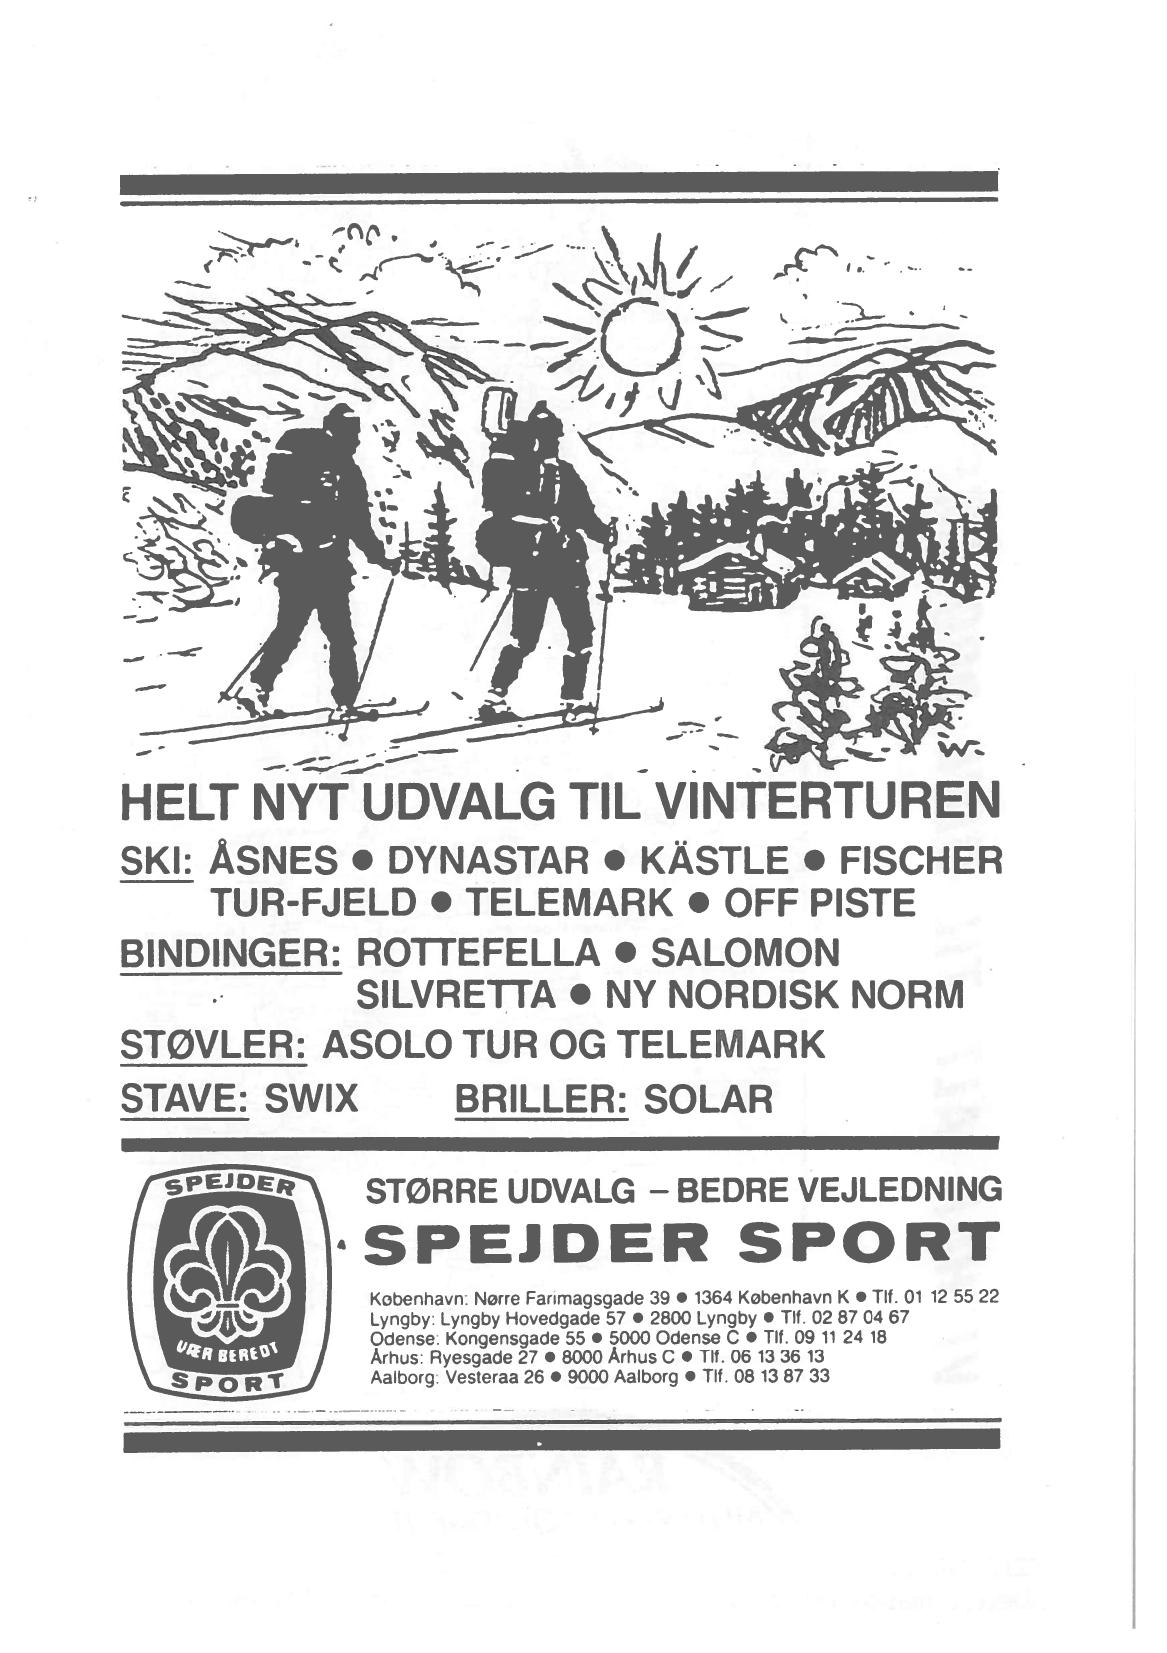 W.
HELT NYT UDVALG TIL VINTERTUREN
SKI: ÅSNES ● DYNASTAR ● KÄSTLE ● FISCHER
TUR-FJELD ● TELEMARK ● OFF PISTE
BINDINGER: ROTTEFELLA ● SALOMON
SILVRETTA ● NY NORDISK NORM
STØVLER: ASOLO TUR OG TELEMARK
STAVE: SWIX BRILLER: SOLAR
SPEJDER
VÆR BEREDT
SPORT
STØRRE UDVALG – BEDRE VEJLEDNING
SPEJDER SPORT
København: Nørre Farimagsgade 39 ● 1364 København K ● Tlf. 01 12 55 22
Lyngby: Lyngby Hovedgade 57 ● 2800 Lyngby ● Tlf. 02 87 04 67
Odense: Kongensgade 55 ● 5000 Odense C ● Tlf. 09 11 24 18
Århus: Ryesgade 27 ● 8000 Århus C ● Tlf. 06 13 36 13
Aalborg: Vesteraa 26 ● 9000 Aalborg ● Tlf. 08 13 87 33